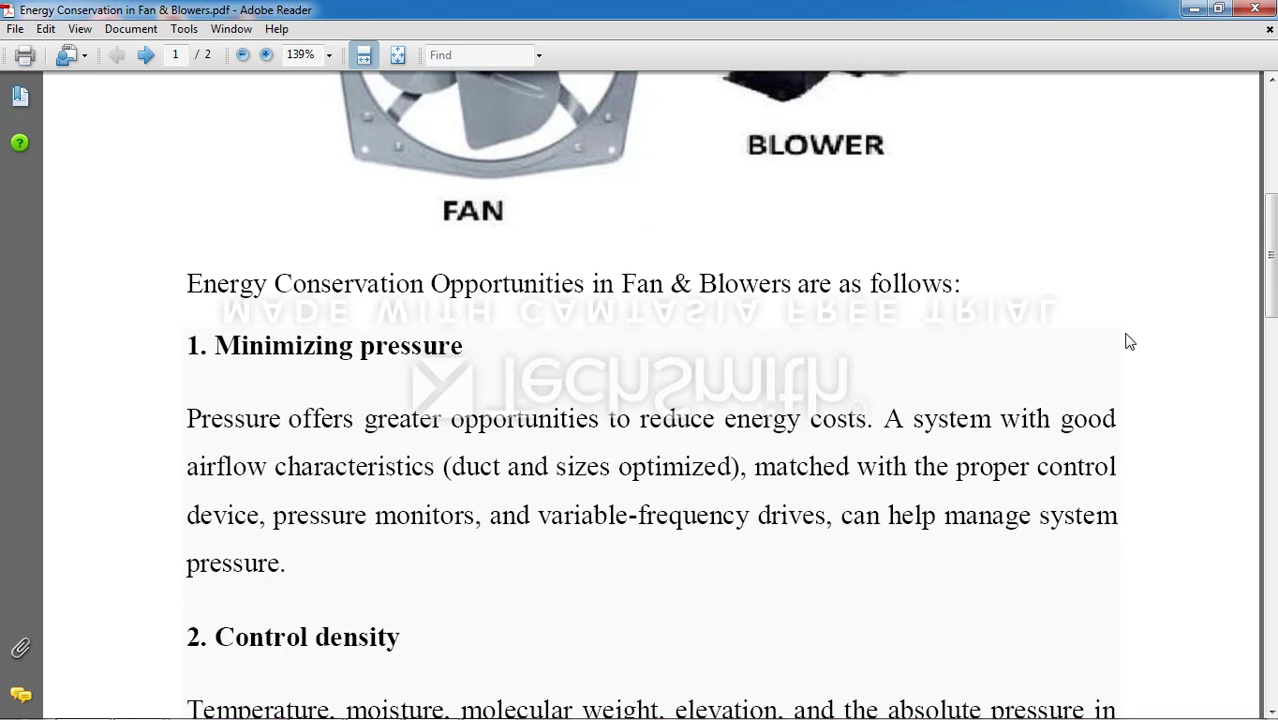 Energy Conservation in Fan & Blowers.pdf - Adobe Reader
File Edit View Document Tools Window Help
1 / 2 139% Find
BLOWER
FAN
Energy Conservation Opportunities in Fan & Blowers are as follows:
MADE WITH CAMTASIA FREE TRIAL
1. Minimizing pressure
TechSmith®
Pressure offers greater opportunities to reduce energy costs. A system with good
airflow characteristics (duct and sizes optimized), matched with the proper control
device, pressure monitors, and variable-frequency drives, can help manage system
pressure.
2. Control density
Temperature, moisture, molecular weight, elevation, and the absolute pressure in